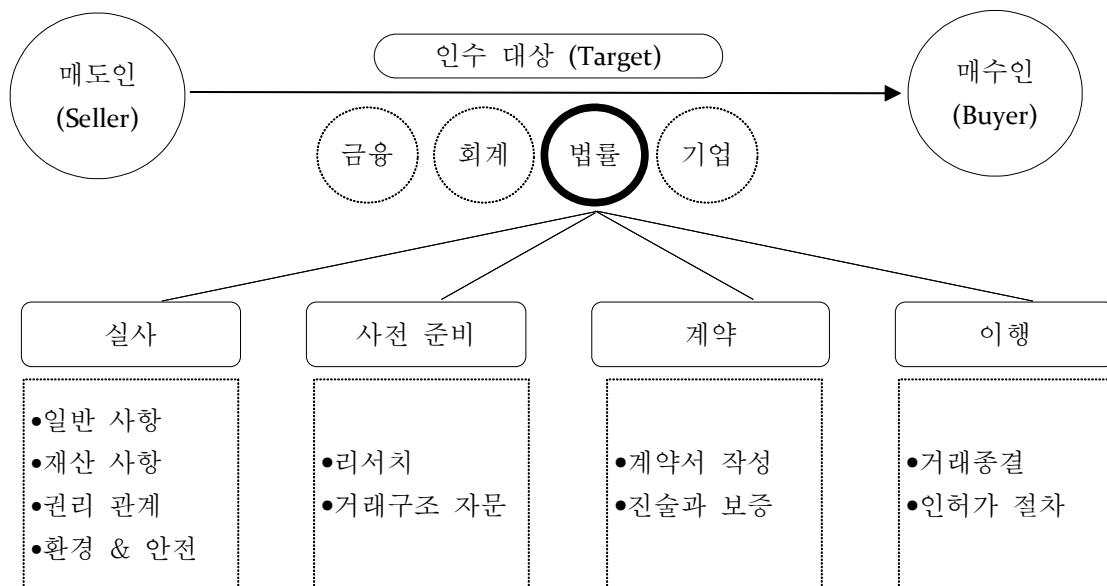 매도인
(Seller)
인수 대상 (Target)
매수인
(Buyer)
금융
회계
법률
기업
실사
사전 준비
계약
이행
●일반 사항
●재산 사항
●권리 관계
●환경 & 안전
●리서치
●거래구조 자문
●계약서 작성
●진술과 보증
●거래종결
●인허가 절차